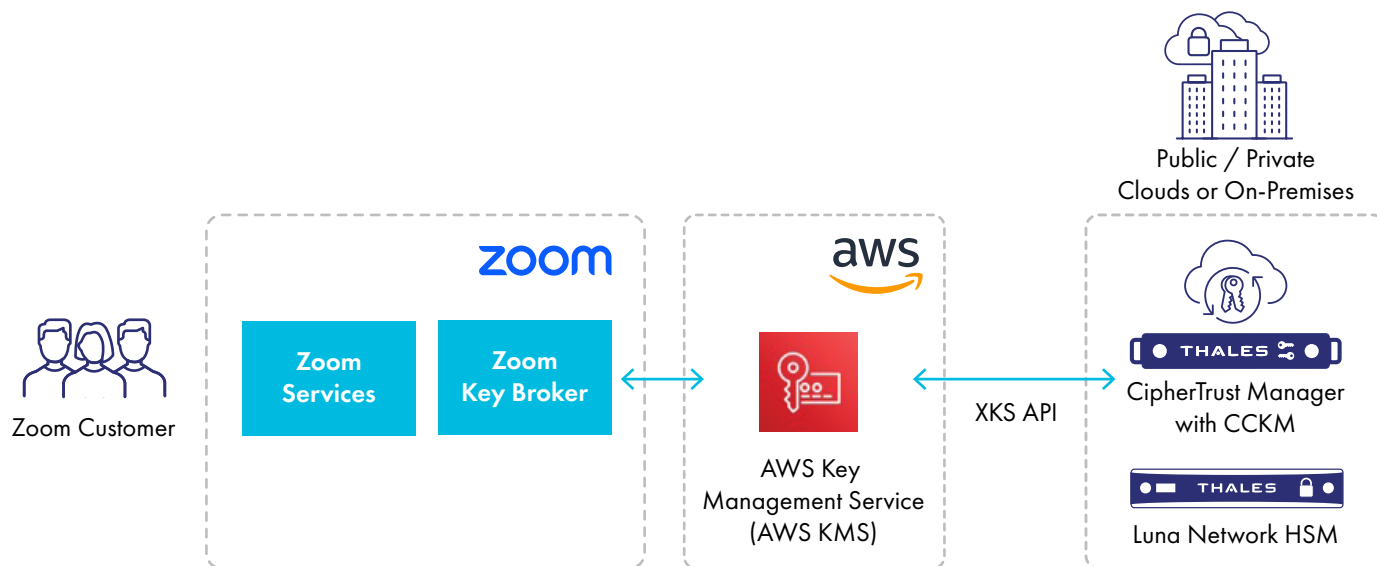 Public / Private
Clouds or On-Premises
zoom
aws
Zoom
Services
Zoom
Key Broker
Zoom Customer
AWS Key
Management Service
(AWS KMS)
XKS API
THALES
CipherTrust Manager
with CCKM
THALES
Luna Network HSM